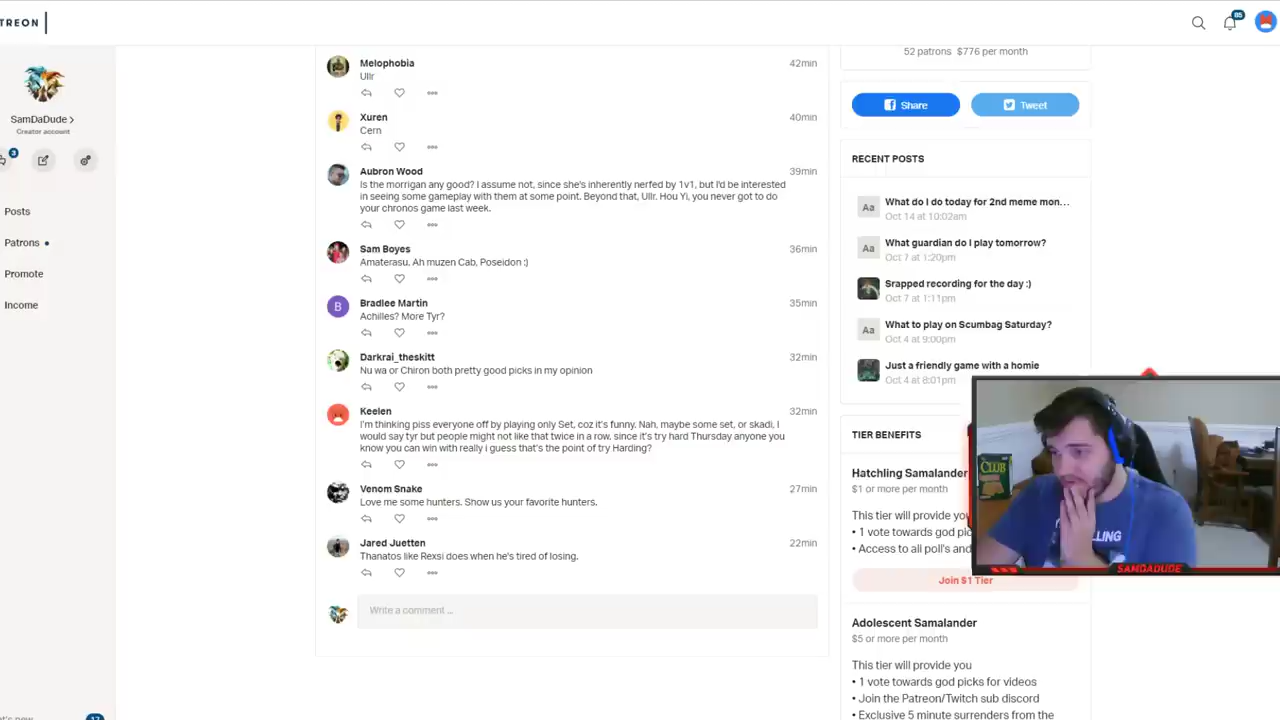 TREON
85
SamDaDude >
Creator account
3
Posts
Patrons •
Promote
Income
17
Melophobia 42min
Ullr
Xuren 40min
Cern
Aubron Wood 39min
Is the morrigan any good? I assume not, since she's inherently nerfed by 1v1, but I'd be interested
in seeing some gameplay with them at some point. Beyond that, Ullr. Hou Yi, you never got to do
your chronos game last week.
Sam Boyes 36min
Amaterasu. Ah muzen Cab, Poseidon :)
B
Bradlee Martin 35min
Achilles? More Tyr?
Darkrai_theskitt 32min
Nu wa or Chiron both pretty good picks in my opinion
Keelen 32min
I'm thinking piss everyone off by playing only Set, coz it's funny. Nah, maybe some set, or skadi, I
would say tyr but people might not like that twice in a row. since it's try hard Thursday anyone you
know you can win with really i guess that's the point of try Harding?
Venom Snake 27min
Love me some hunters. Show us your favorite hunters.
Jared Juetten 22min
Thanatos like Rexsi does when he's tired of losing.
Write a comment ...
52 patrons $776 per month
Share
Tweet
RECENT POSTS
Aa
What do I do today for 2nd meme mon...
Oct 14 at 10:02am
Aa
What guardian do I play tomorrow?
Oct 7 at 1:20pm
Srapped recording for the day :)
Oct 7 at 1:11pm
Aa
What to play on Scumbag Saturday?
Oct 4 at 9:00pm
Just a friendly game with a homie
Oct 4 at 8:01pm
TIER BENEFITS
Hatchling Samalander
$1 or more per month
This tier will provide you
• 1 vote towards god pic
• Access to all poll's and
Join $1 Tier
CLUB
LLING
SAMDADUDE
Adolescent Samalander
$5 or more per month
This tier will provide you
• 1 vote towards god picks for videos
• Join the Patreon/Twitch sub discord
• Exclusive 5 minute surrenders from the